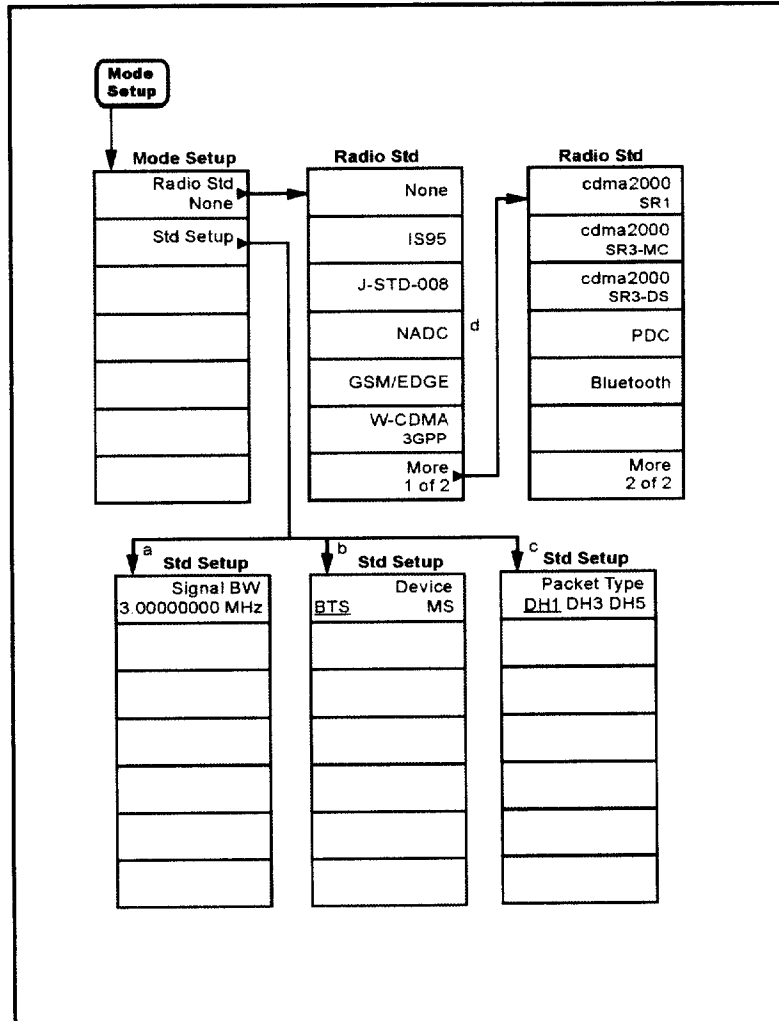 Mode
Setup
Mode Setup
Radio Std
None
Std Setup
Radio Std
None
IS95
J-STD-008
NADC
GSM/EDGE
W-CDMA
3GPP
More
1 of 2
d
Radio Std
cdma2000
SR1
cdma2000
SR3-MC
cdma2000
SR3-DS
PDC
Bluetooth
More
2 of 2
a
Std Setup
Signal BW
3.00000000 MHz
b
Std Setup
Device
BTS MS
c
Std Setup
Packet Type
DH1 DH3 DH5